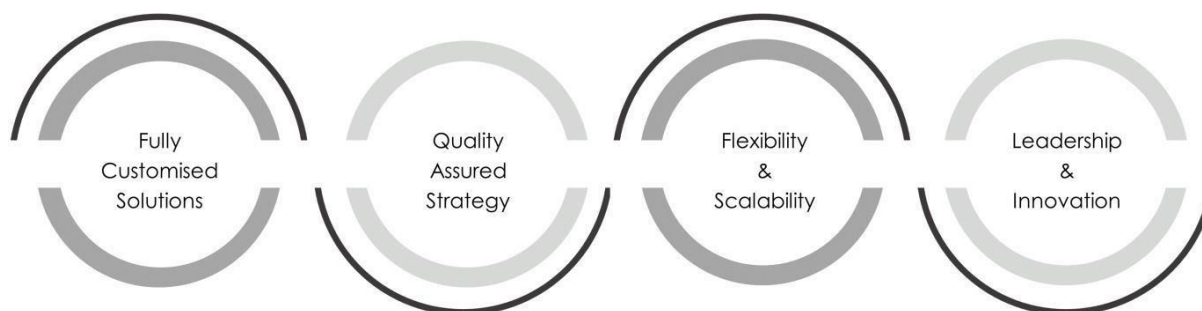 Fully
Customised
Solutions
Quality
Assured
Strategy
Flexibility
&
Scalability
Leadership
&
Innovation